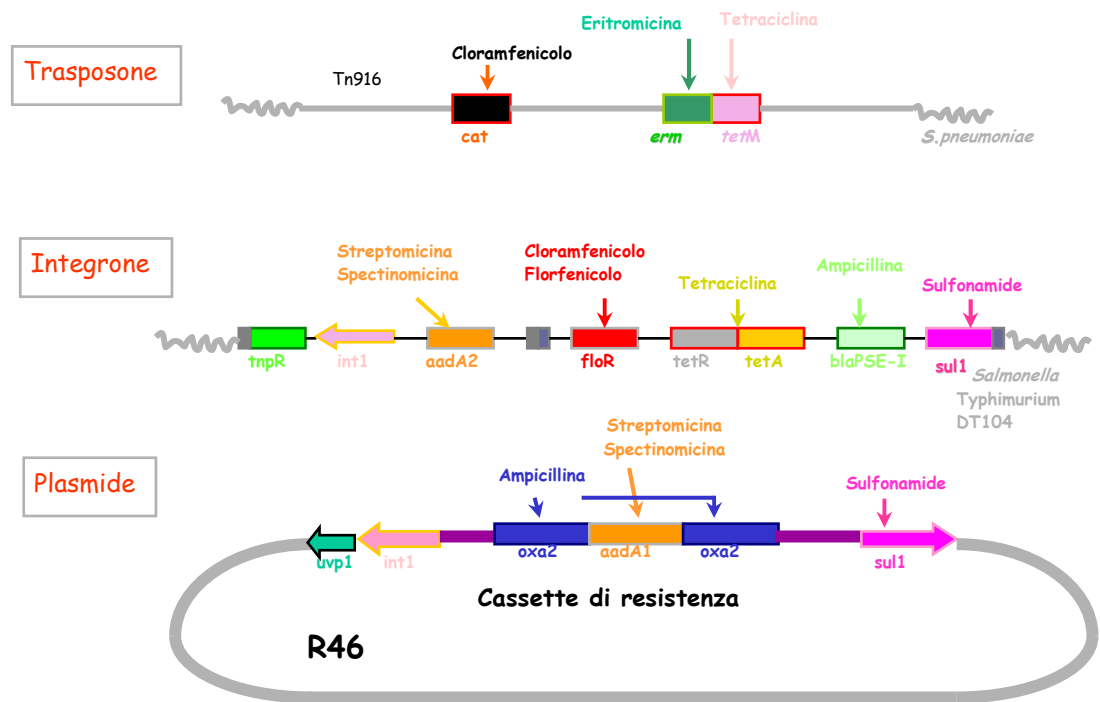 Trasposone
Tn916
Cloramfenicolo
Eritromicina
Tetraciclina
cat
erm
tetM
S.pneumoniae
Integrone
Streptomicina
Spectinomicina
Cloramfenicolo
Florfenicolo
Tetraciclina
Ampicillina
Sulfonamide
tnpR
int1
aadA2
floR
tetR
tetA
blaPSE-I
sul1
Salmonella
Typhimurium
DT104
Plasmide
Ampicillina
Streptomicina
Spectinomicina
Sulfonamide
uvp1
int1
oxa2
aadA1
oxa2
sul1
Cassette di resistenza
R46